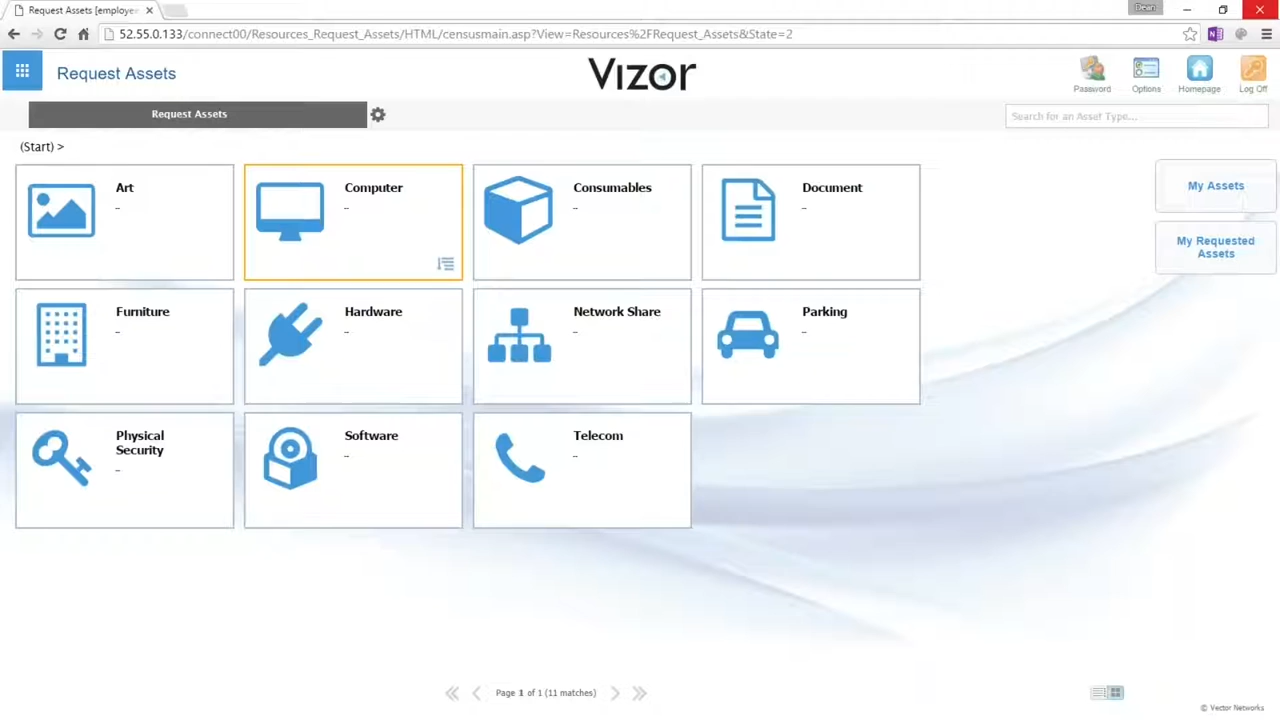 Request Assets [employe
Dean
52.55.0.133/connect00/Resources_Request_Assets/HTML/censusmain.asp?View=Resources%2FRequest_Assets&State=2
Request Assets
Vizor
Password
Options
Homepage
Log Off
Request Assets
Search for an Asset Type...
(Start) >
Art
--
Computer
--
Consumables
--
Document
--
My Assets
My Requested
Assets
Furniture
--
Hardware
--
Network Share
--
Parking
--
Physical
Security
--
Software
--
Telecom
--
Page 1 of 1 (11 matches)
© Vector Networks